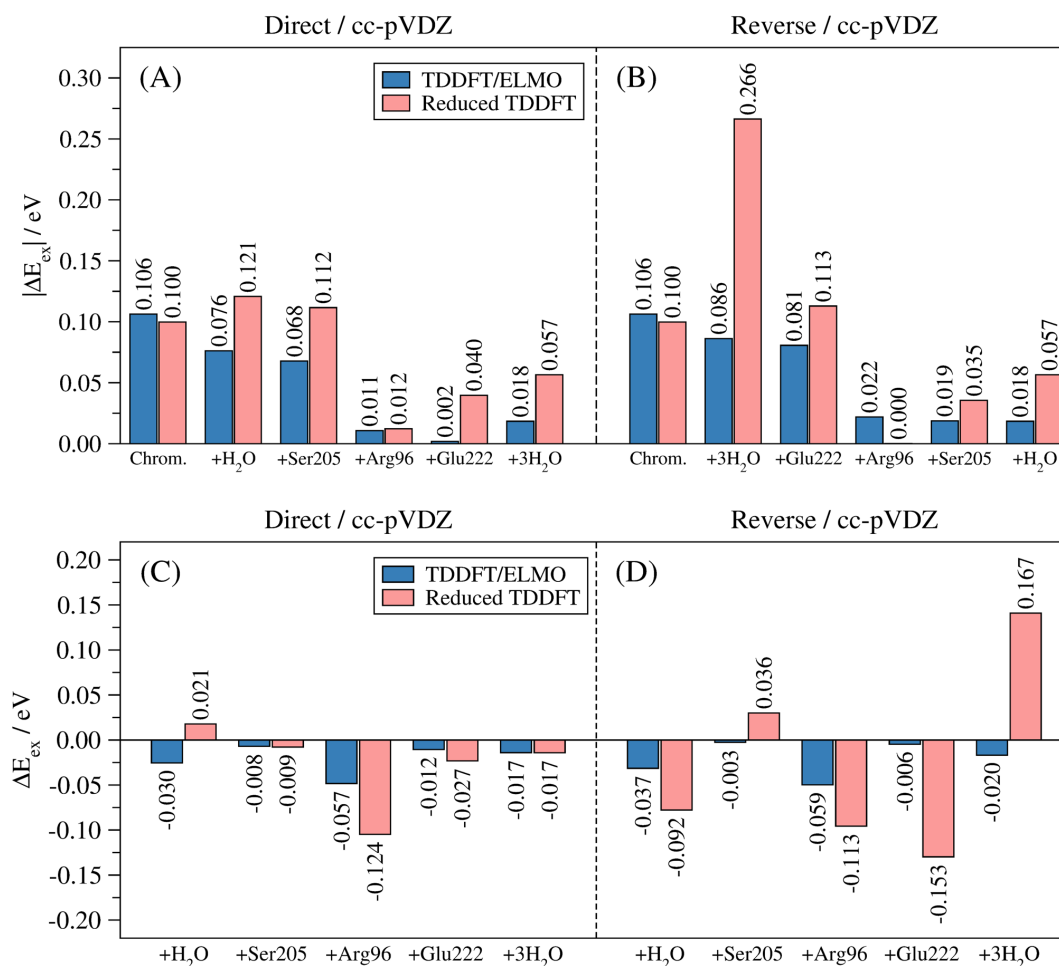 Direct / cc-pVDZ
Reverse / cc-pVDZ
(A)
TDDFT/ELMO
Reduced TDDFT
(B)
|ΔE_ex| / eV
0.30
0.25
0.20
0.15
0.10
0.05
0.00
0.106
0.100
0.076
0.121
0.068
0.112
0.011
0.012
0.002
0.040
0.018
0.057
0.106
0.100
0.086
0.266
0.081
0.113
0.022
0.000
0.019
0.035
0.018
0.057
Chrom.
+H₂O
+Ser205
+Arg96
+Glu222
+3H₂O
Chrom.
+3H₂O
+Glu222
+Arg96
+Ser205
+H₂O
Direct / cc-pVDZ
Reverse / cc-pVDZ
(C)
TDDFT/ELMO
Reduced TDDFT
(D)
ΔE_ex / eV
0.20
0.15
0.10
0.05
0.00
-0.05
-0.10
-0.15
-0.20
-0.030
0.021
-0.008
-0.009
-0.057
-0.124
-0.012
-0.027
-0.017
-0.017
-0.037
-0.092
-0.003
0.036
-0.059
-0.113
-0.006
-0.153
-0.020
0.167
+H₂O
+Ser205
+Arg96
+Glu222
+3H₂O
+H₂O
+Ser205
+Arg96
+Glu222
+3H₂O